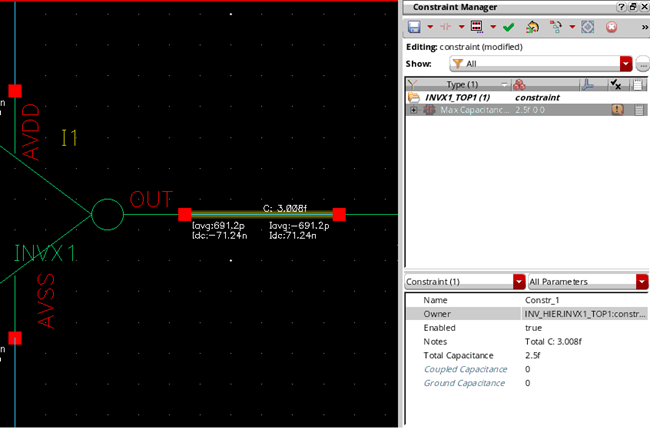 AVDD
I1
OUT
C: 3.008f
Iavg:691.2p Iavg:-691.2p
Idc:-71.24n Idc:71.24n
INVX1
AVSS
Constraint Manager
Editing: constraint (modified)
Show: All
Type (1)
INVX1_TOP1 (1) constraint
Max Capacitanc... 2.5f 0 0
Constraint (1) All Parameters
Name Constr_1
Owner INV_HIER.INVX1_TOP1:constr...
Enabled true
Notes Total C: 3.008f
Total Capacitance 2.5f
Coupled Capacitance 0
Ground Capacitance 0